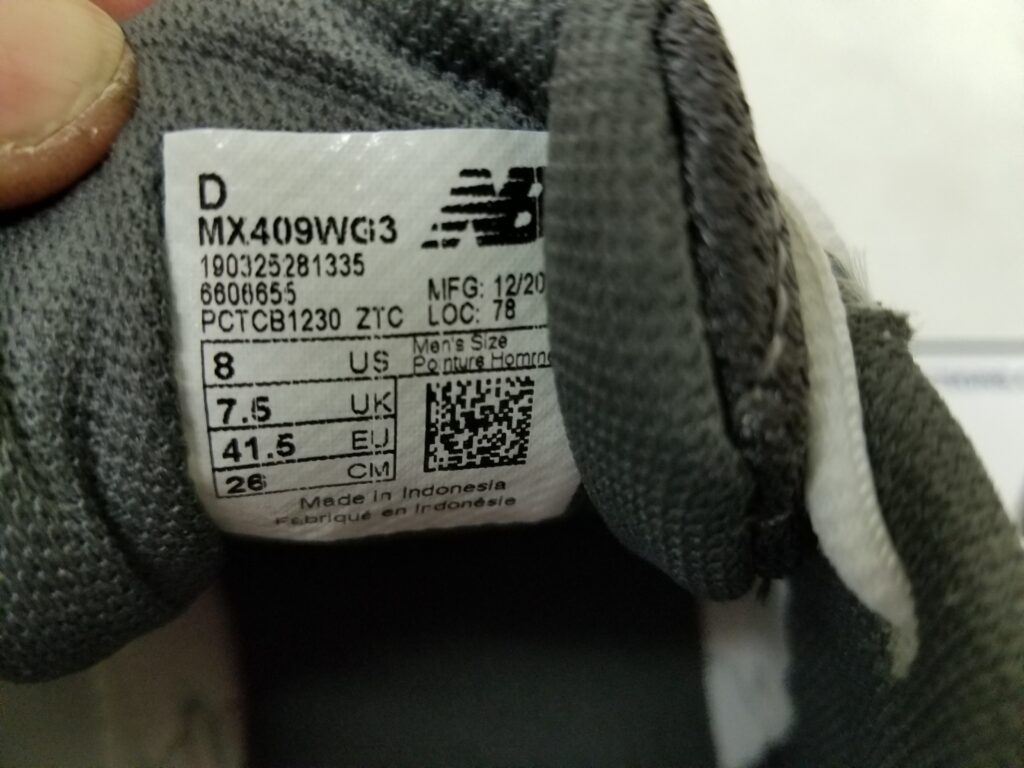 D
MX409WG3
190325281335
6606655
PCTCB1230 ZTC
MFG: 12/20
LOC: 78
8 US
Men's Size
Pointure Homme
7.5 UK
41.5 EU
26 CM
Made in Indonesia
Fabriqué en Indonésie